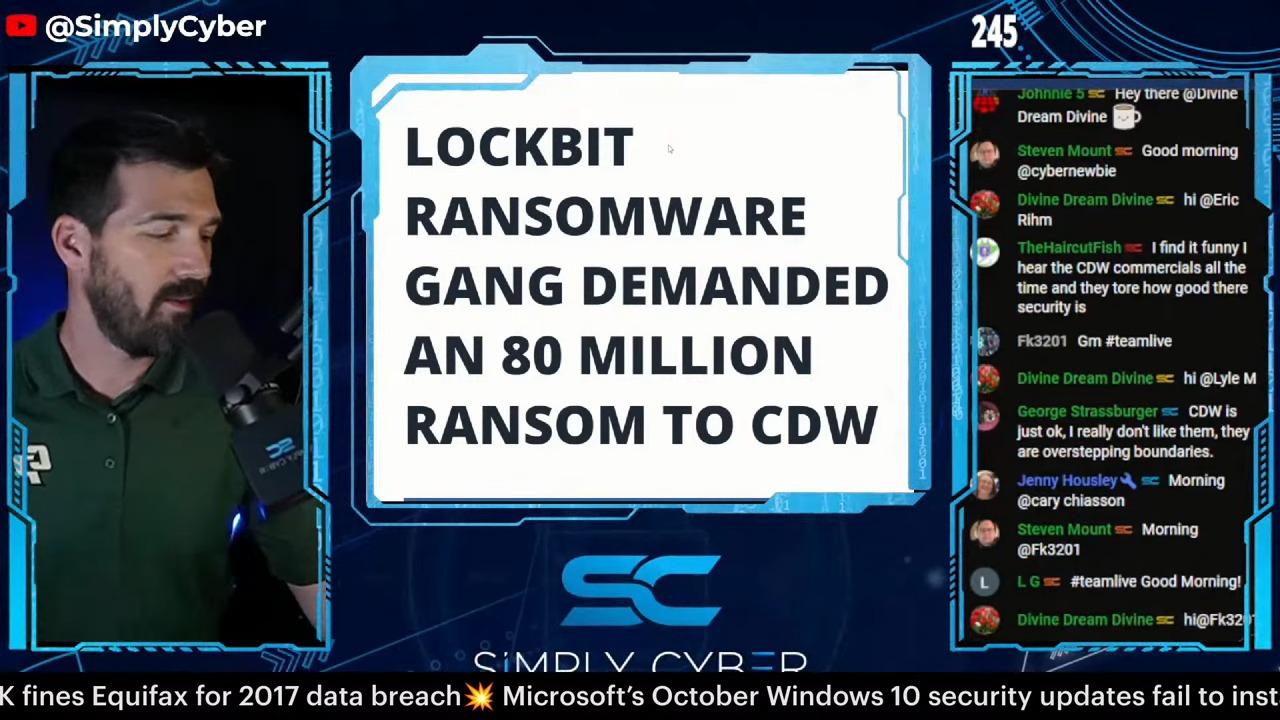 @SimplyCyber
245
LOCKBIT
RANSOMWARE
GANG DEMANDED
AN 80 MILLION
RANSOM TO CDW
Johnnie 5 Hey there @Divine
Dream Divine
Steven Mount Good morning
@cybernewbie
Divine Dream Divine hi @Eric
Rihm
TheHaircutFish I find it funny I
hear the CDW commercials all the
time and they tore how good there
security is
Fk3201 Gm #teamlive
Divine Dream Divine hi @Lyle M
George Strassburger CDW is
just ok, I really don't like them, they
are overstepping boundaries.
Jenny Housley Morning
@cary chiasson
Steven Mount Morning
@Fk3201
L
L G #teamlive Good Morning!
Divine Dream Divine hi@Fk320
SC
SIMPLY CYBER
K fines Equifax for 2017 data breach💥 Microsoft’s October Windows 10 security updates fail to inst